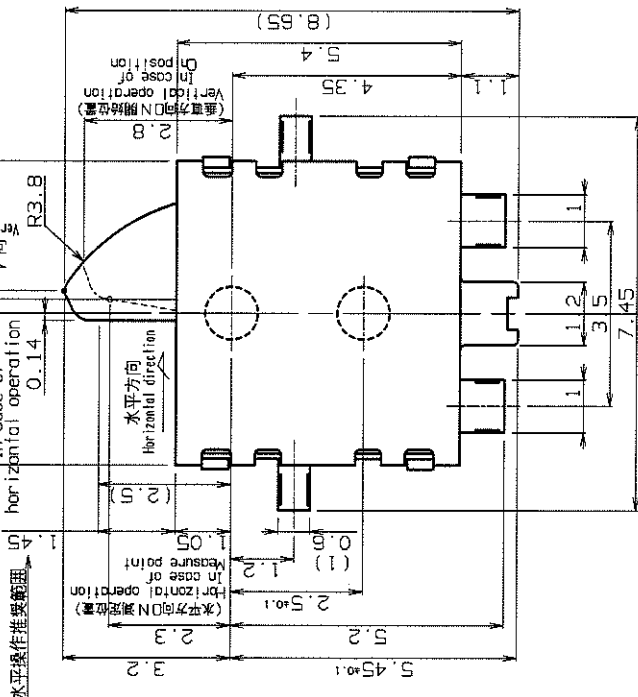 (8.65)
5.4
4.35
1.1
(垂直方向ON開始位置)
Vertical operation
In case of
On position
2.8
R3.8
方向
Ver
horizontal operation
0.14
水平方向
Horizontal direction
(2.5)
1.45
1.05
水平操作推奨範囲
(水平方向ON測定位置)
Horizontal operation
In case of
Measure point
1.2
0.6
(1)
2.5±0.1
2.3
3.2
5.2
5.45±0.1
1
1.2
1
3.5
7.45